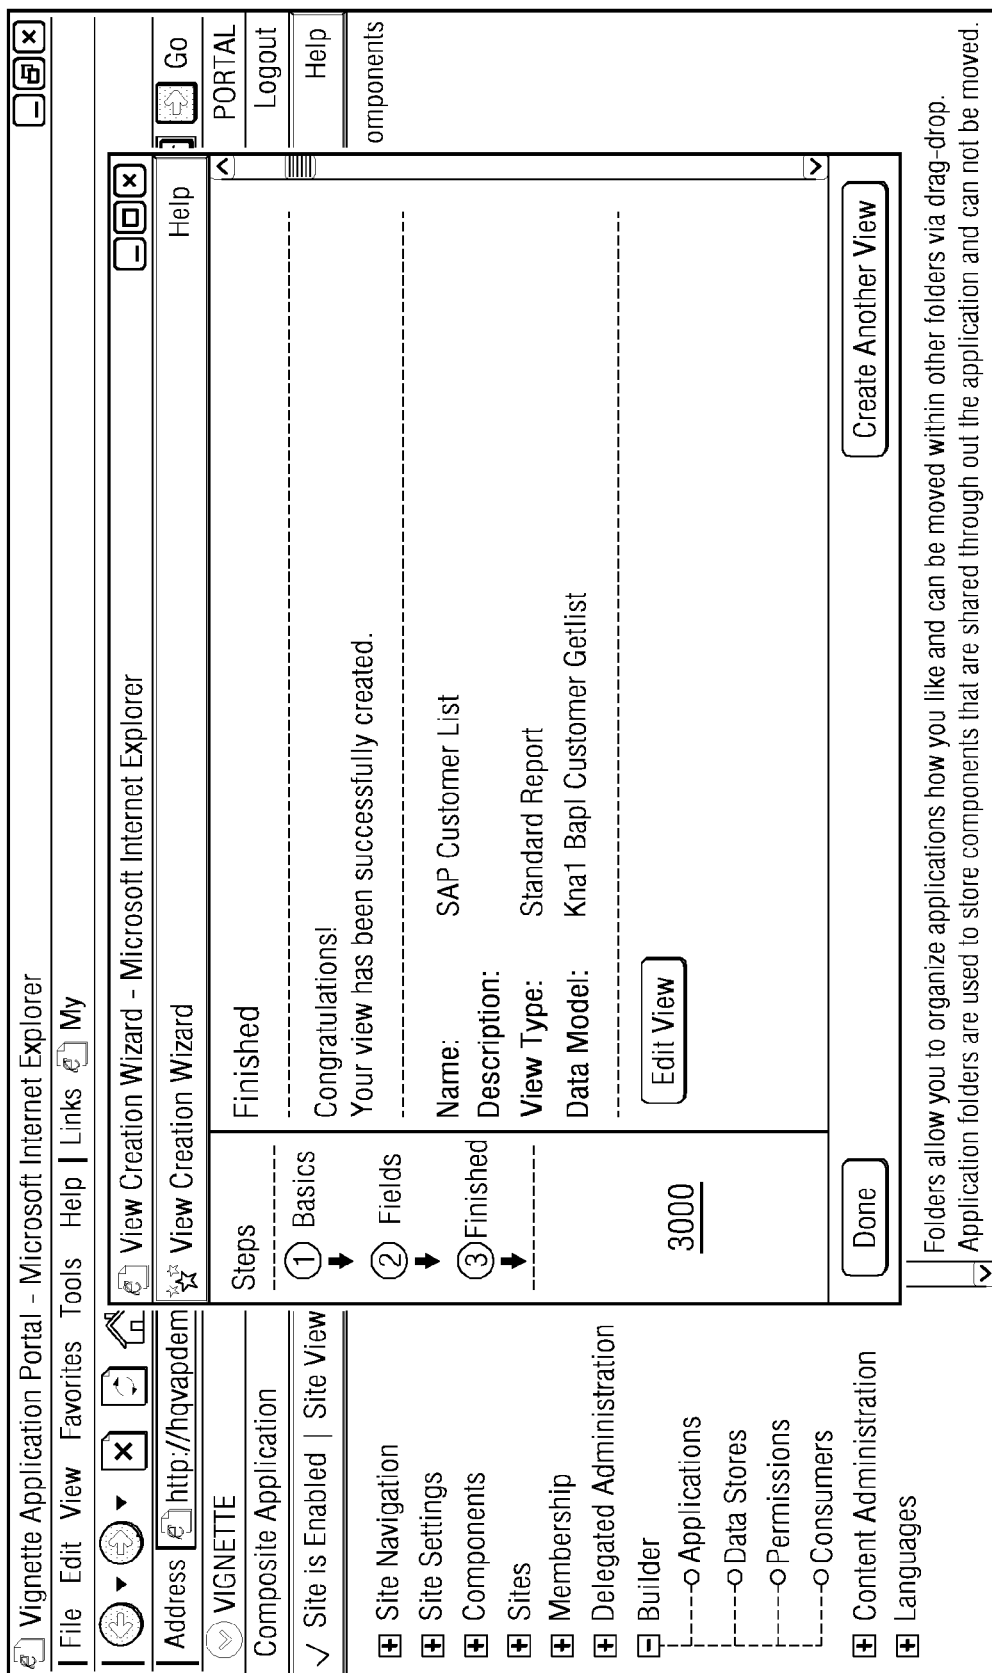 Vignette Application Portal - Microsoft Internet Explorer
File Edit View Favorites Tools Help Links My
Address http://hqvapdem
Go
VIGNETTE
PORTAL
Composite Application
Logout
Site is Enabled | Site View
Help
omponents
Site Navigation
Site Settings
Components
Sites
Membership
Delegated Administration
Builder
Applications
Data Stores
Permissions
Consumers
Content Administration
Languages
View Creation Wizard - Microsoft Internet Explorer
View Creation Wizard
Help
Steps
1 Basics
2 Fields
3 Finished
3000
Finished
Congratulations!
Your view has been successfully created.
Name: SAP Customer List
Description:
View Type: Standard Report
Data Model: Kna1 Bapl Customer Getlist
Edit View
Done
Create Another View
Folders allow you to organize applications how you like and can be moved within other folders via drag-drop.
Application folders are used to store components that are shared through out the application and can not be moved.